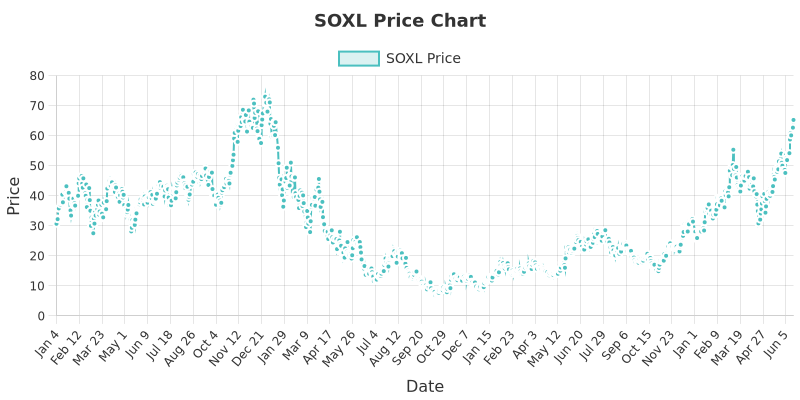 SOXL Price Chart
SOXL Price
Price
80
70
60
50
40
30
20
10
0
Jan 4
Feb 12
Mar 23
May 1
Jun 9
Jul 18
Aug 26
Oct 4
Nov 12
Dec 21
Jan 29
Mar 9
Apr 17
May 26
Jul 4
Aug 12
Sep 20
Oct 29
Dec 7
Jan 15
Feb 23
Apr 3
May 12
Jun 20
Jul 29
Sep 6
Oct 15
Nov 23
Jan 1
Feb 9
Mar 19
Apr 27
Jun 5
Date